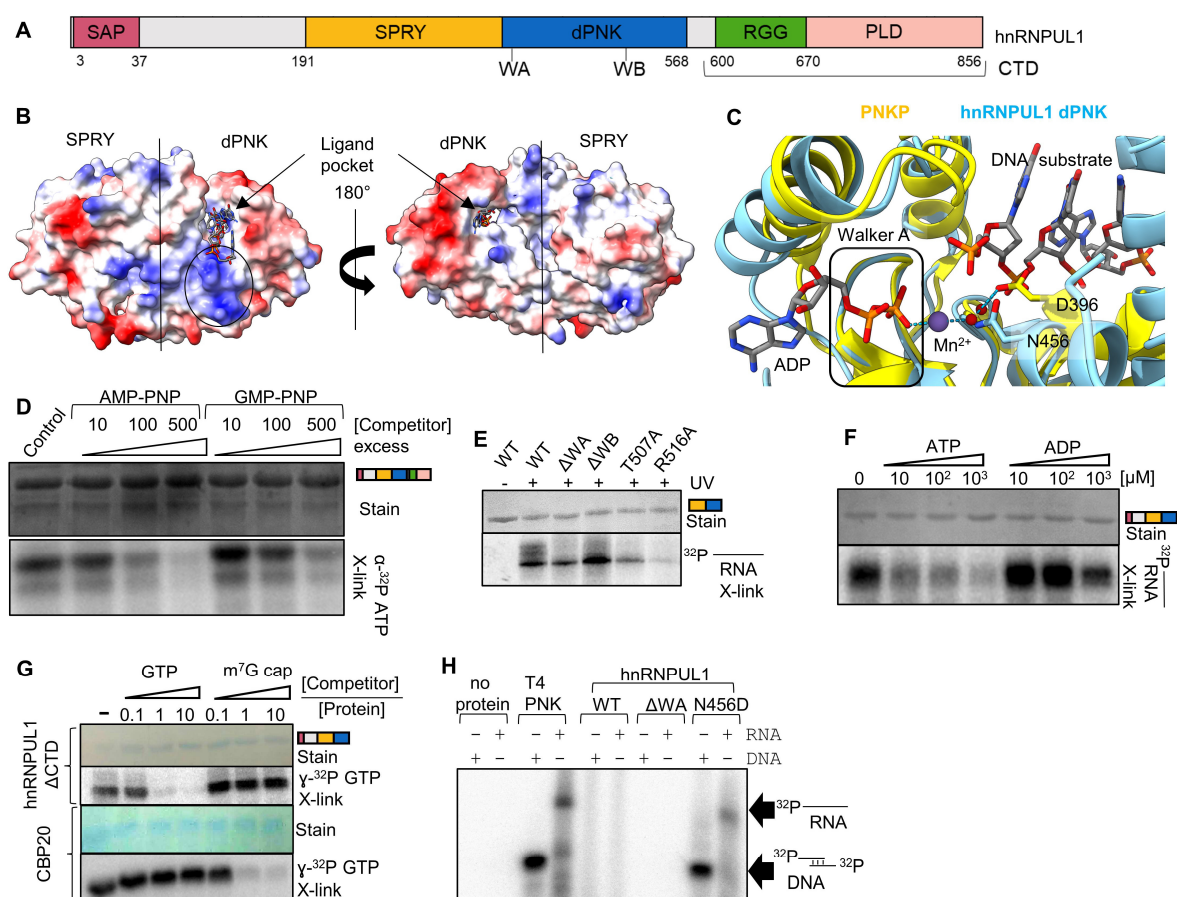 A
SAP SPRY dPNK RGG PLD hnRNPUL1
3 37 191 WA WB 568 600 670 856 CTD
B
SPRY dPNK Ligand pocket dPNK SPRY
180°
C
PNKP hnRNPUL1 dPNK
DNA substrate
Walker A
D396
Mn2+ N456
ADP
D
Control AMP-PNP GMP-PNP
10 100 500 10 100 500 [Competitor] excess
Stain
α-32P ATP X-link
E
WT WT ΔWA ΔWB T507A R516A
- + + + + + UV
Stain
32P RNA X-link
F
ATP ADP
0 10 10² 10³ 10 10² 10³ [µM]
Stain
32P RNA X-link
G
GTP m7G cap [Competitor]
– 0.1 1 10 0.1 1 10 [Protein]
hnRNPUL1 ΔCTD
Stain
ɣ-32P GTP X-link
CBP20
Stain
ɣ-32P GTP X-link
H
hnRNPUL1
no protein T4 PNK WT ΔWA N456D
– + – + – + – + – + RNA
+ – + – + – + – + – DNA
32P RNA
32P 32P
DNA